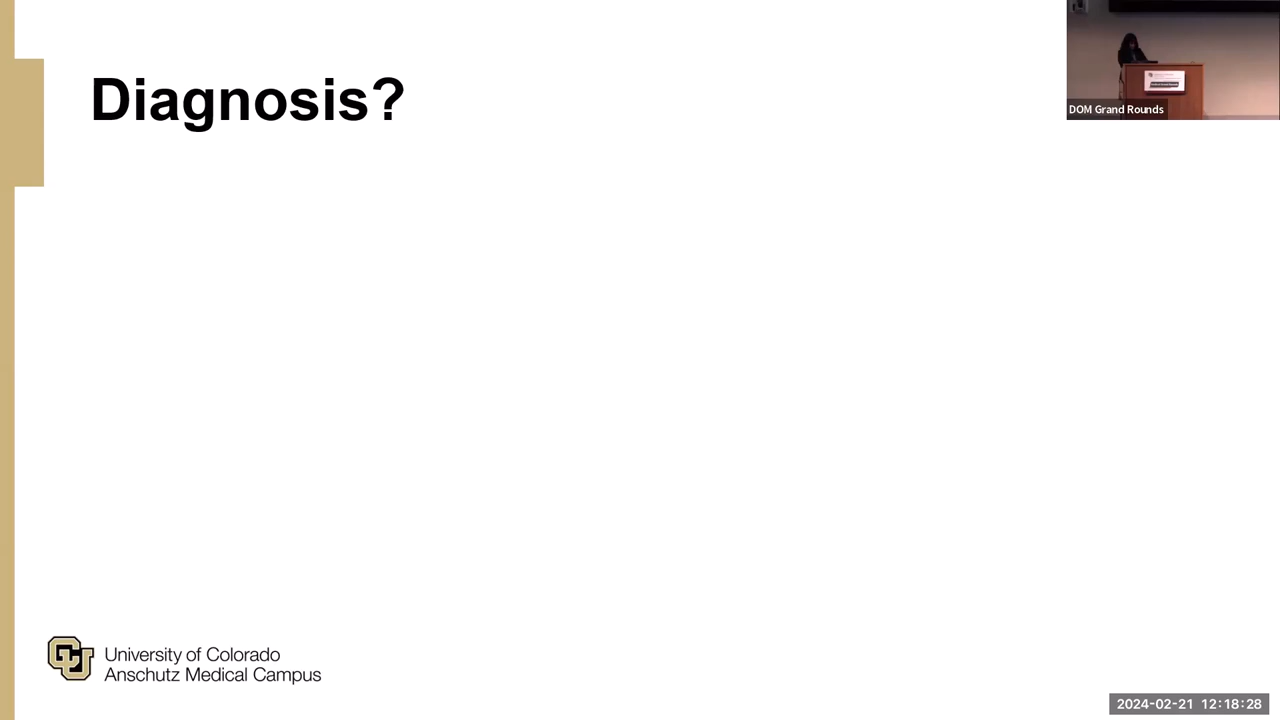 Diagnosis?
DOM Grand Rounds
University of Colorado
Anschutz Medical Campus
2024-02-21 12:18:28